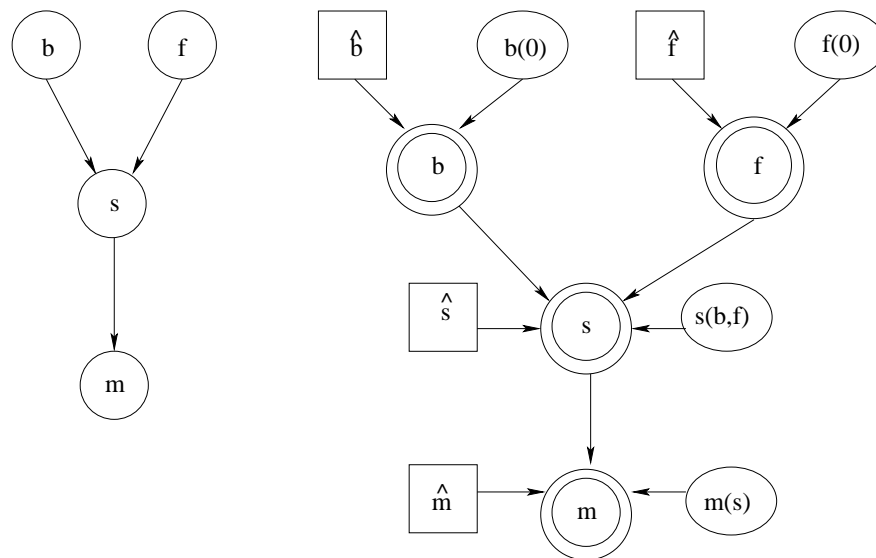 b f b̂ b(0) f̂ f(0)
b f
s
ŝ s s(b,f)
m
m̂ m m(s)